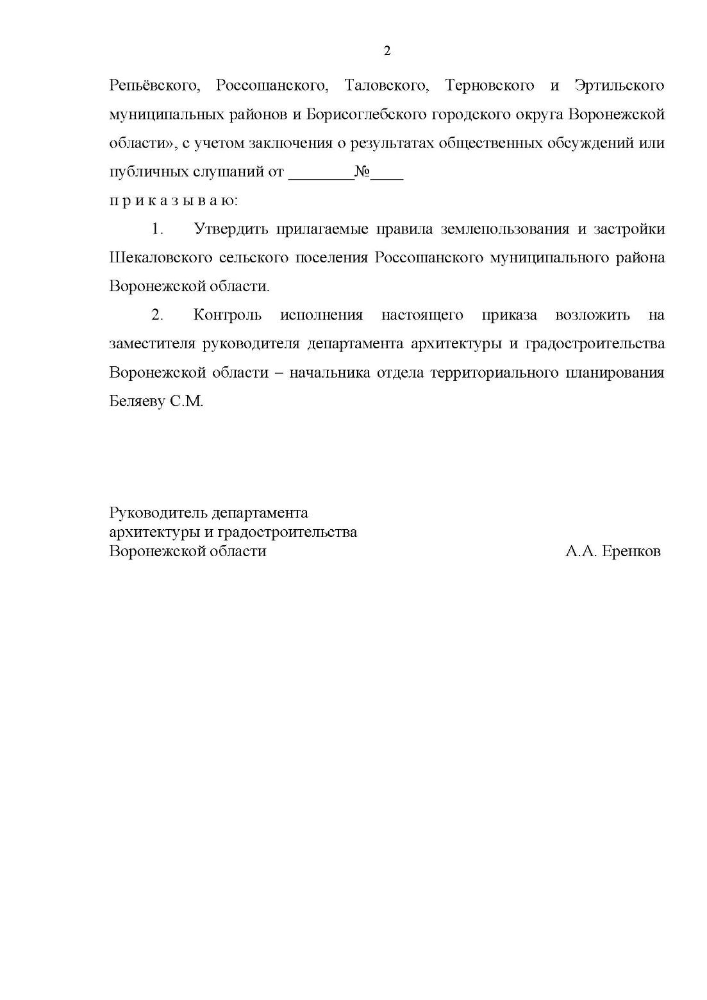 2
Репьёвского, Россошанского, Таловского, Терновского и Эртильского
муниципальных районов и Борисоглебского городского округа Воронежской
области», с учетом заключения о результатах общественных обсуждений или
публичных слушаний от ________№____
п р и к а з ы в а ю:
1. Утвердить прилагаемые правила землепользования и застройки
Шекаловского сельского поселения Россошанского муниципального района
Воронежской области.
2. Контроль исполнения настоящего приказа возложить на
заместителя руководителя департамента архитектуры и градостроительства
Воронежской области – начальника отдела территориального планирования
Беляеву С.М.
Руководитель департамента
архитектуры и градостроительства
Воронежской области А.А. Еренков